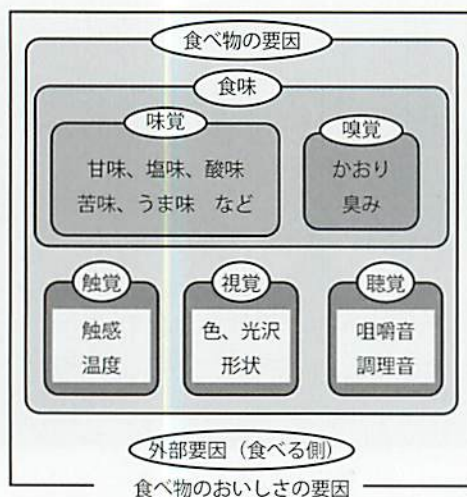 食べ物の要因
食味
味覚
甘味、塩味、酸味
苦味、うま味 など
嗅覚
かおり
臭み
触覚
触感
温度
視覚
色、光沢
形状
聴覚
咀嚼音
調理音
外部要因（食べる側）
食べ物のおいしさの要因